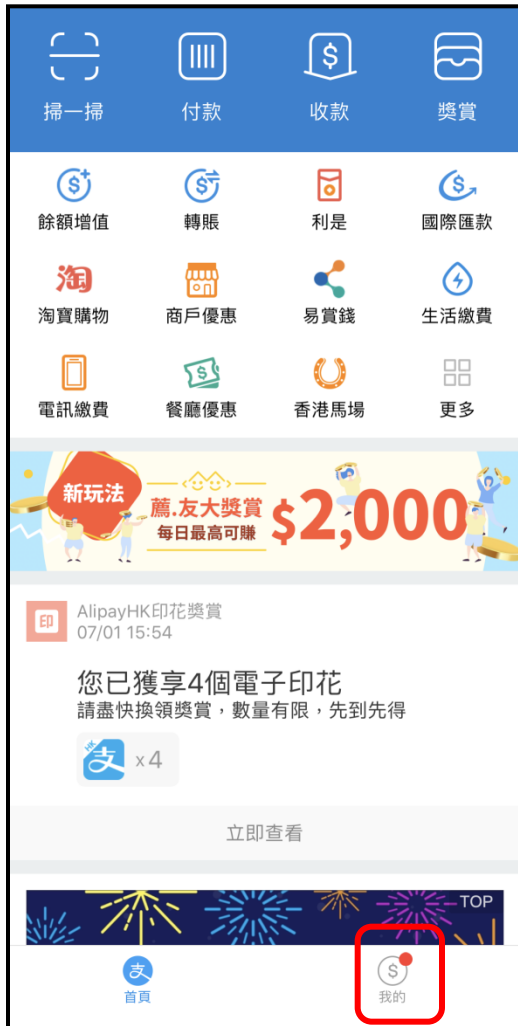 掃一掃 付款 收款 獎賞
餘額增值 轉賬 利是 國際匯款
淘
淘寶購物 商戶優惠 易賞錢 生活繳費
電訊繳費 餐廳優惠 香港馬場 更多
新玩法
薦.友大獎賞
每日最高可賺
$2,000
印
AlipayHK印花獎賞
07/01 15:54
您已獲享4個電子印花
請盡快換領獎賞，數量有限，先到先得
HK
支 x 4
立即查看
TOP
支
首頁 我的